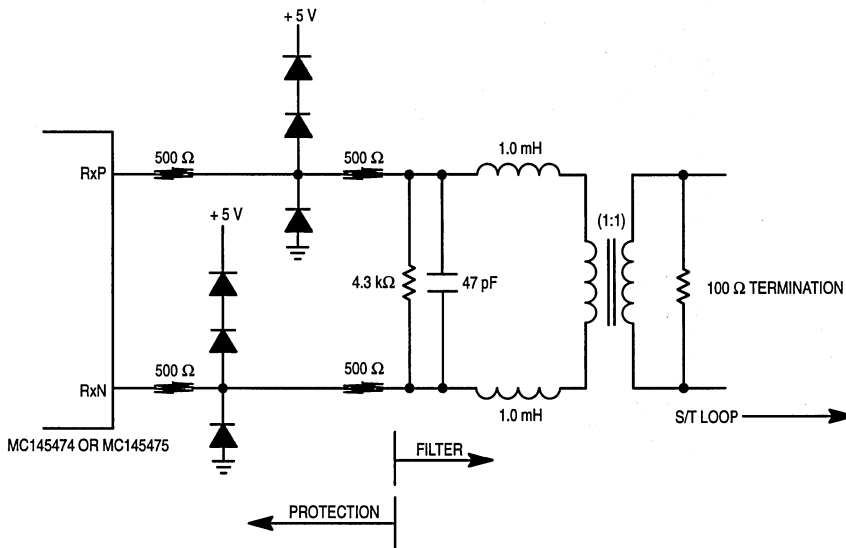 + 5 V
500 Ω
500 Ω
1.0 mH
RxP
+ 5 V
(1:1)
4.3 kΩ
47 pF
100 Ω TERMINATION
500 Ω
500 Ω
RxN
1.0 mH
S/T LOOP
MC145474 OR MC145475
FILTER
PROTECTION